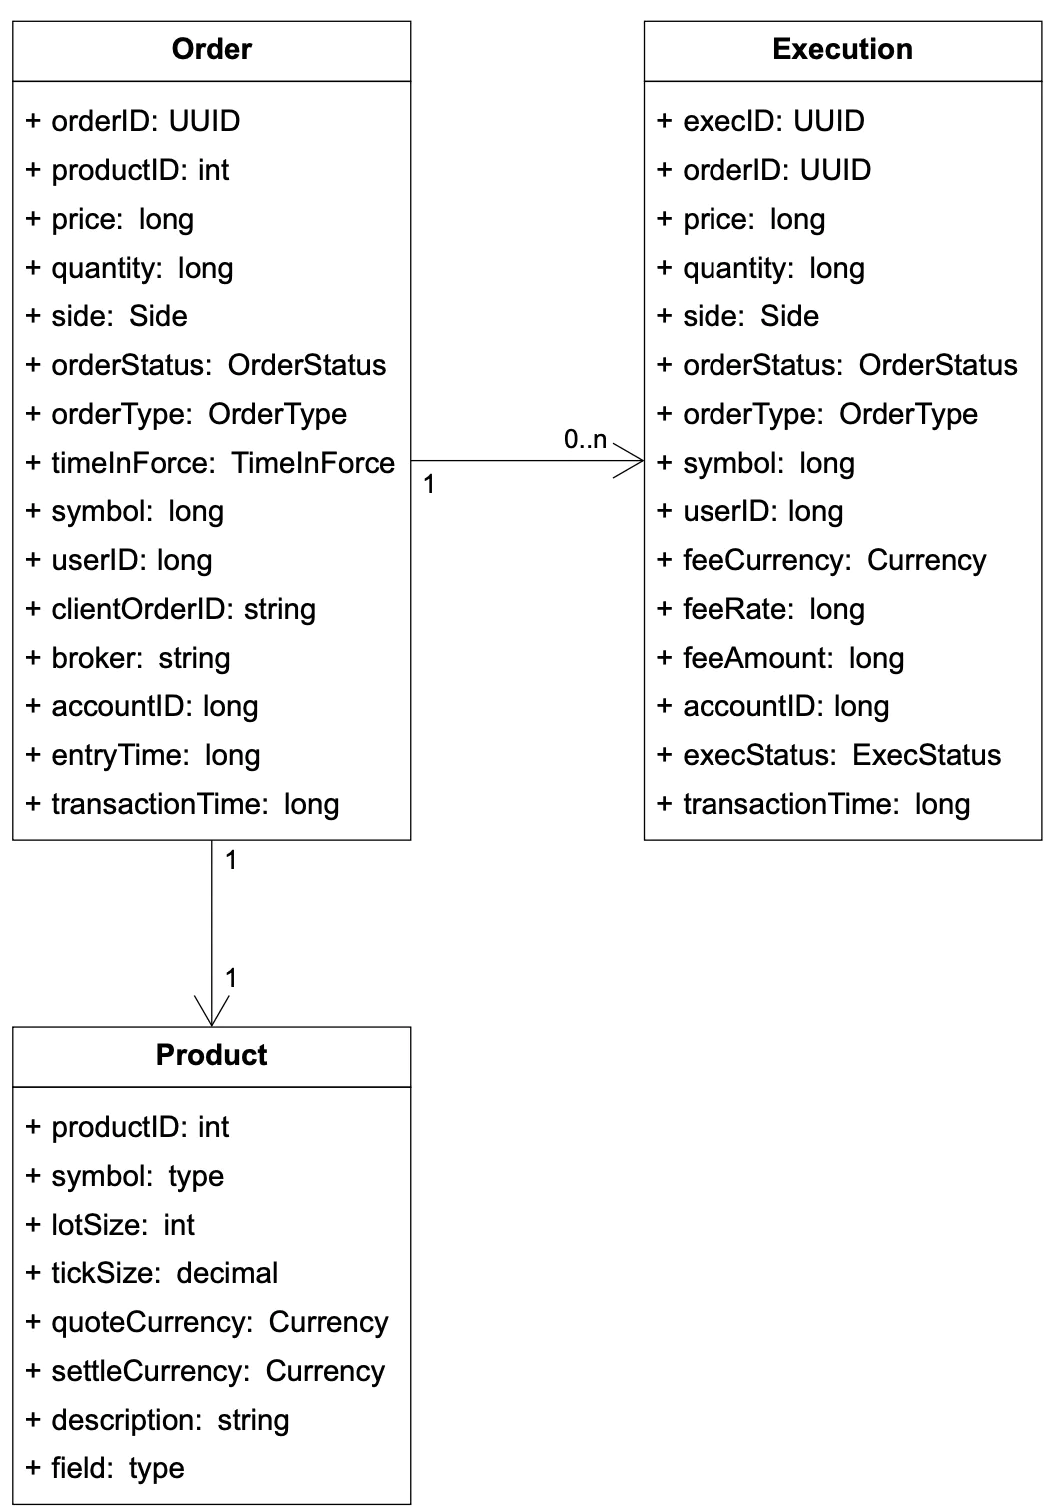 Order
+ orderID: UUID
+ productID: int
+ price: long
+ quantity: long
+ side: Side
+ orderStatus: OrderStatus
+ orderType: OrderType
+ timeInForce: TimeInForce
+ symbol: long
+ userID: long
+ clientOrderID: string
+ broker: string
+ accountID: long
+ entryTime: long
+ transactionTime: long
1
0..n
Execution
+ execID: UUID
+ orderID: UUID
+ price: long
+ quantity: long
+ side: Side
+ orderStatus: OrderStatus
+ orderType: OrderType
+ symbol: long
+ userID: long
+ feeCurrency: Currency
+ feeRate: long
+ feeAmount: long
+ accountID: long
+ execStatus: ExecStatus
+ transactionTime: long
1
1
Product
+ productID: int
+ symbol: type
+ lotSize: int
+ tickSize: decimal
+ quoteCurrency: Currency
+ settleCurrency: Currency
+ description: string
+ field: type